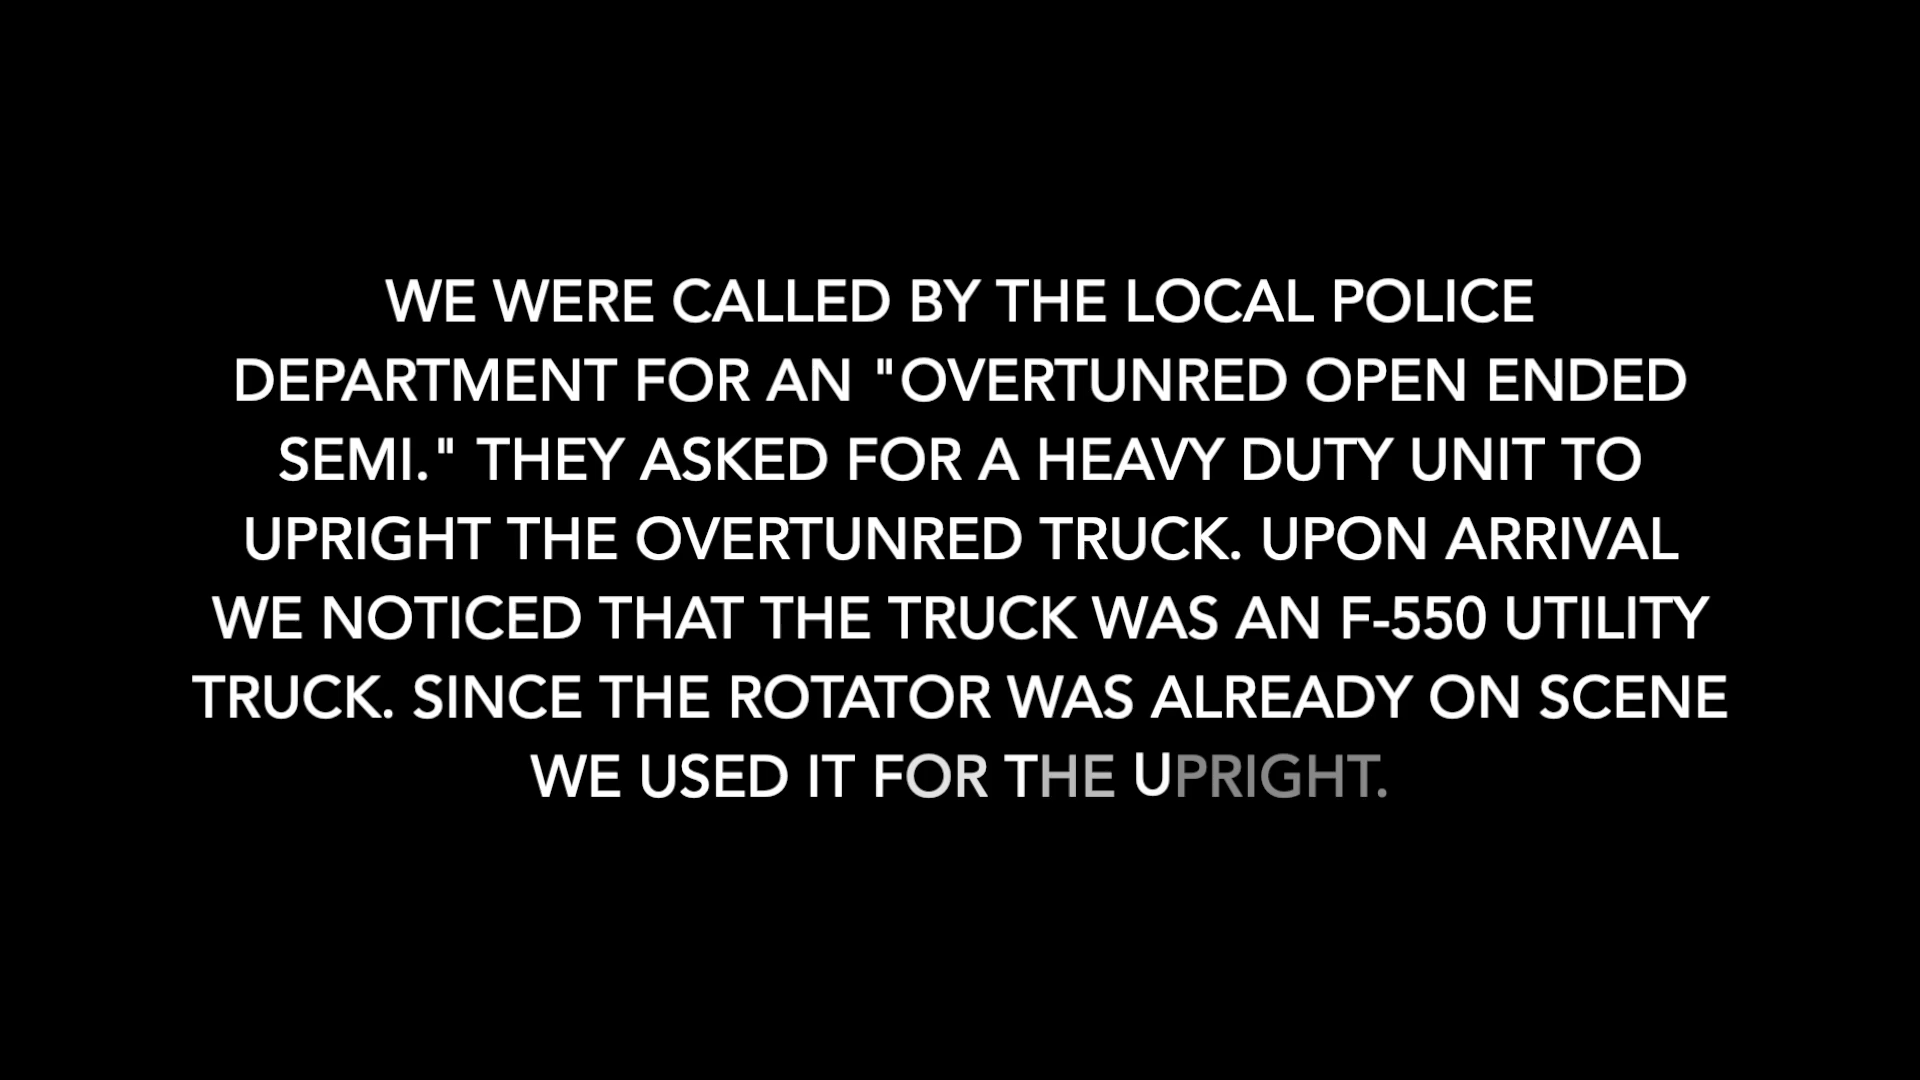 WE WERE CALLED BY THE LOCAL POLICE
DEPARTMENT FOR AN "OVERTUNRED OPEN ENDED
SEMI." THEY ASKED FOR A HEAVY DUTY UNIT TO
UPRIGHT THE OVERTUNRED TRUCK. UPON ARRIVAL
WE NOTICED THAT THE TRUCK WAS AN F-550 UTILITY
TRUCK. SINCE THE ROTATOR WAS ALREADY ON SCENE
WE USED IT FOR THE UPRIGHT.